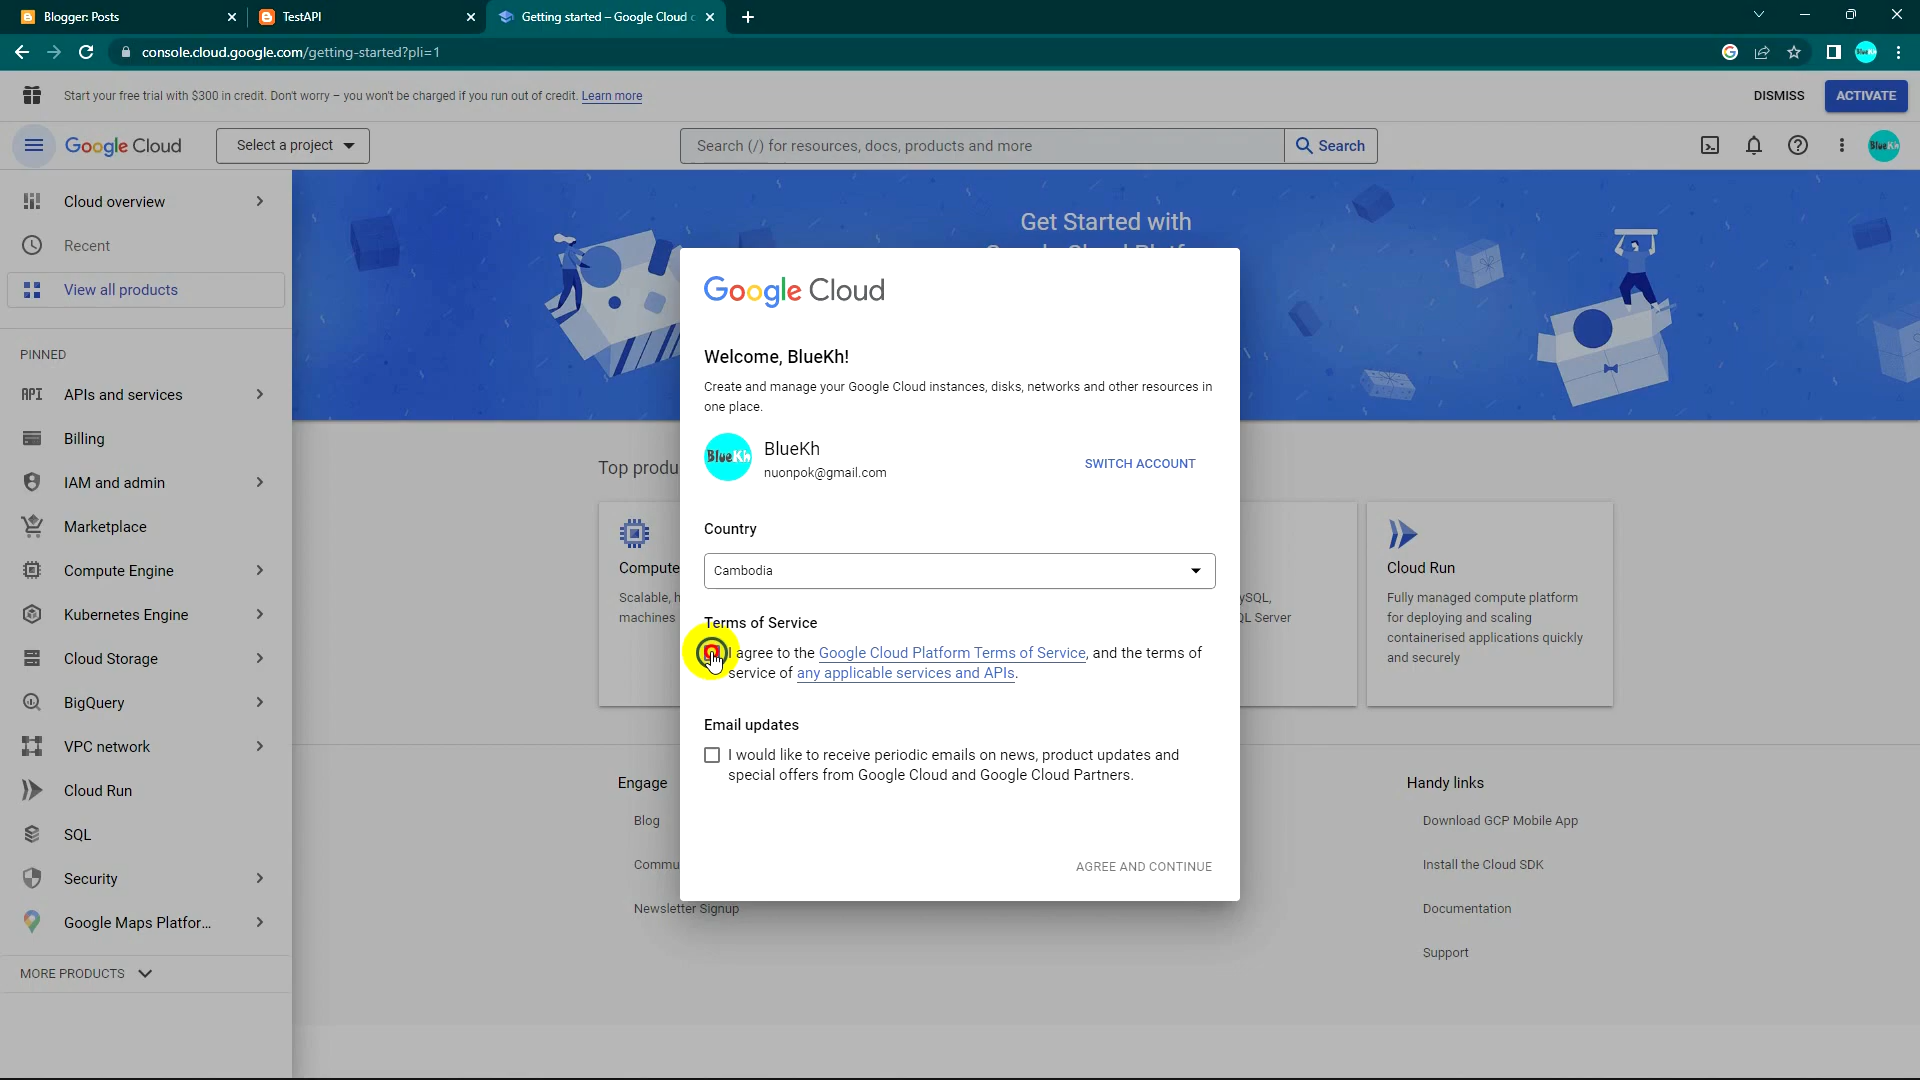 Blogger: Posts
TestAPI
Getting started – Google Cloud
console.cloud.google.com/getting-started?pli=1
Start your free trial with $300 in credit. Don't worry – you won't be charged if you run out of credit. Learn more
DISMISS
ACTIVATE
Google Cloud
Select a project
Search (/) for resources, docs, products and more
Search
BlueKh
Cloud overview
Recent
View all products
PINNED
APIs and services
Billing
IAM and admin
Marketplace
Compute Engine
Kubernetes Engine
Cloud Storage
BigQuery
VPC network
Cloud Run
SQL
Security
Google Maps Platfor...
MORE PRODUCTS
Get Started with
Google Cloud
Welcome, BlueKh!
Create and manage your Google Cloud instances, disks, networks and other resources in
one place.
BlueKh
BlueKh
nuonpok@gmail.com
SWITCH ACCOUNT
Country
Cambodia
Terms of Service
I agree to the Google Cloud Platform Terms of Service, and the terms of
service of any applicable services and APIs.
Email updates
I would like to receive periodic emails on news, product updates and
special offers from Google Cloud and Google Cloud Partners.
AGREE AND CONTINUE
Top produ
Compute
Scalable, h
machines
ySQL,
QL Server
Cloud Run
Fully managed compute platform
for deploying and scaling
containerised applications quickly
and securely
Engage
Blog
Commu
Newsletter Signup
Handy links
Download GCP Mobile App
Install the Cloud SDK
Documentation
Support